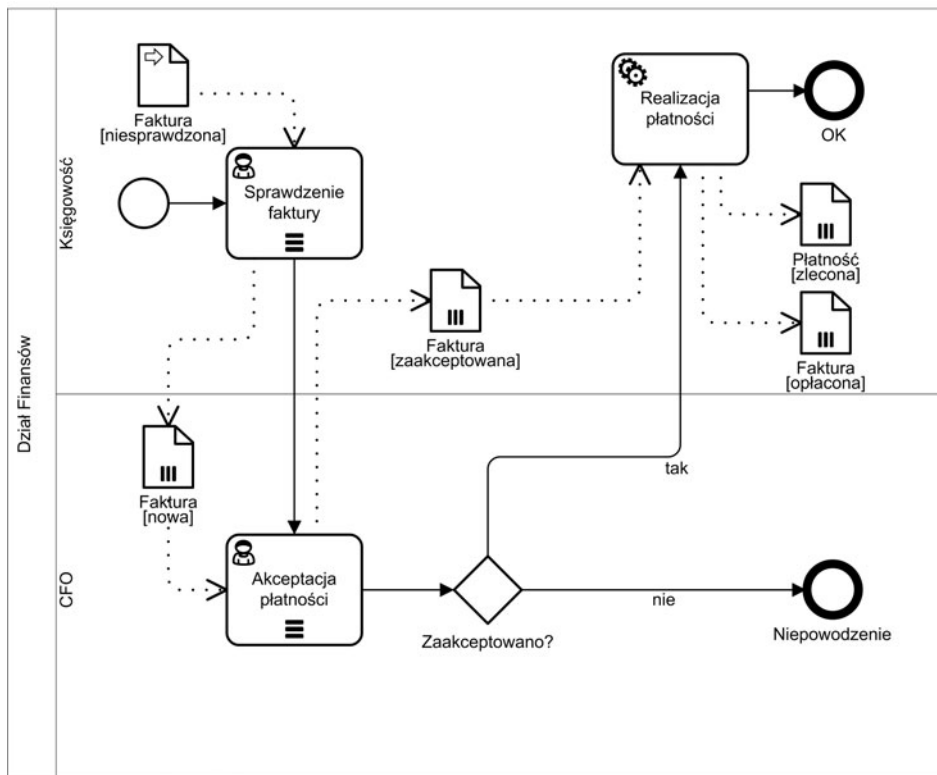 Dział Finansów
Księgowość
Faktura
[niesprawdzona]
Sprawdzenie
faktury
Realizacja
płatności
OK
Płatność
[zlecona]
Faktura
[zaakceptowana]
Faktura
[opłacona]
CFO
Faktura
[nowa]
Akceptacja
płatności
Zaakceptowano?
tak
nie
Niepowodzenie